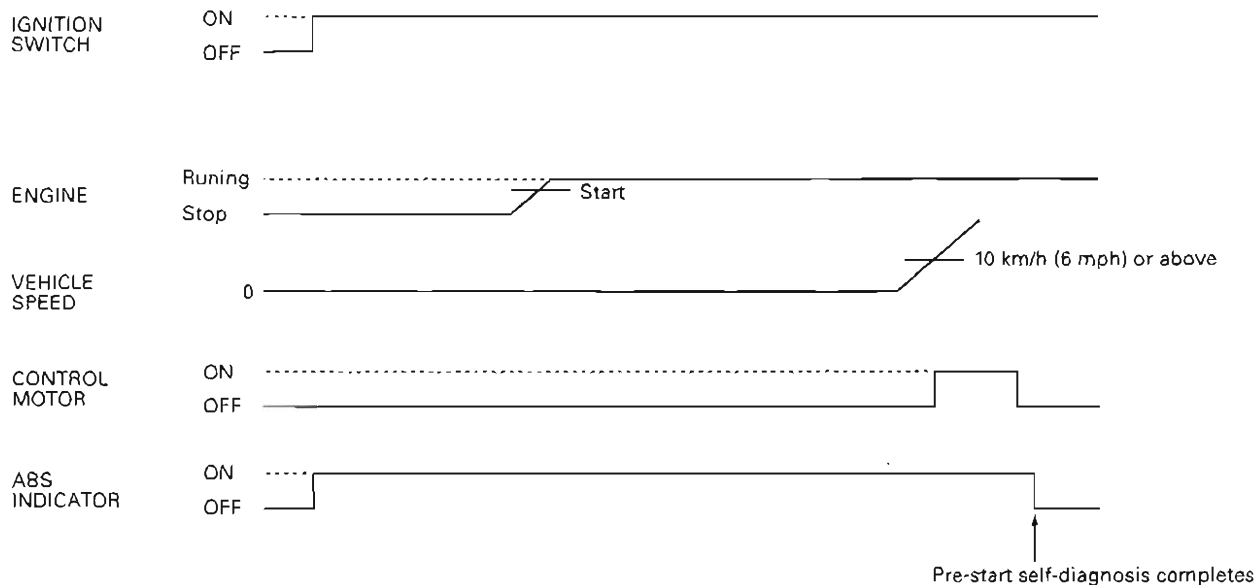 IGNITION
SWITCH
ON
OFF
ENGINE
Runing
Stop
Start
VEHICLE
SPEED
0
10 km/h (6 mph) or above
CONTROL
MOTOR
ON
OFF
ABS
INDICATOR
ON
OFF
Pre-start self-diagnosis completes